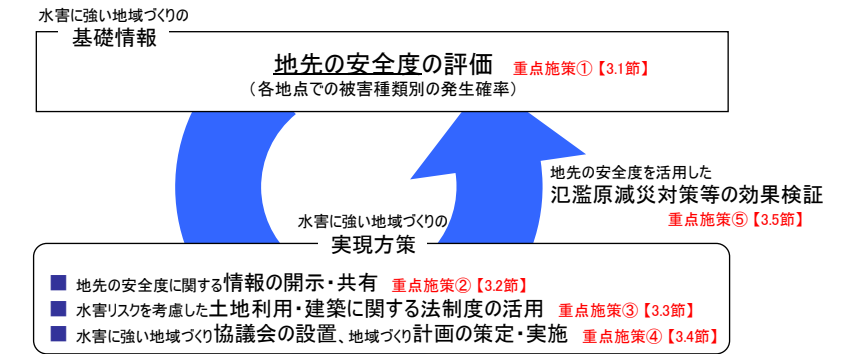 水害に強い地域づくりの
基礎情報
地先の安全度の評価 重点施策①【3.1節】
（各地点での被害種類別の発生確率）
地先の安全度を活用した
氾濫原減災対策等の効果検証
重点施策⑤【3.5節】
水害に強い地域づくりの
実現方策
■ 地先の安全度に関する情報の開示・共有 重点施策②【3.2節】
■ 水害リスクを考慮した土地利用・建築に関する法制度の活用 重点施策③【3.3節】
■ 水害に強い地域づくり協議会の設置、地域づくり計画の策定・実施 重点施策④【3.4節】